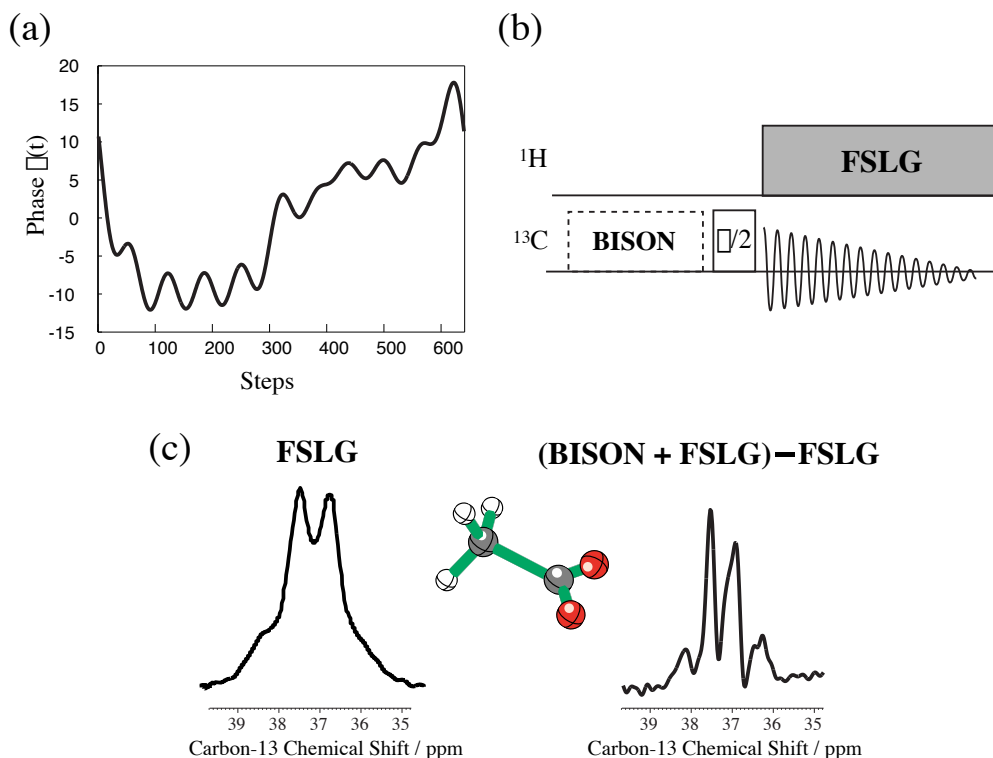 (a)
20
15
10
5
0
-5
-10
-15
Phase □(t)
0 100 200 300 400 500 600
Steps
(b)
¹H
FSLG
¹³C
BISON
□/2
(c)
FSLG
39 38 37 36 35
Carbon-13 Chemical Shift / ppm
(BISON + FSLG)−FSLG
39 38 37 36 35
Carbon-13 Chemical Shift / ppm